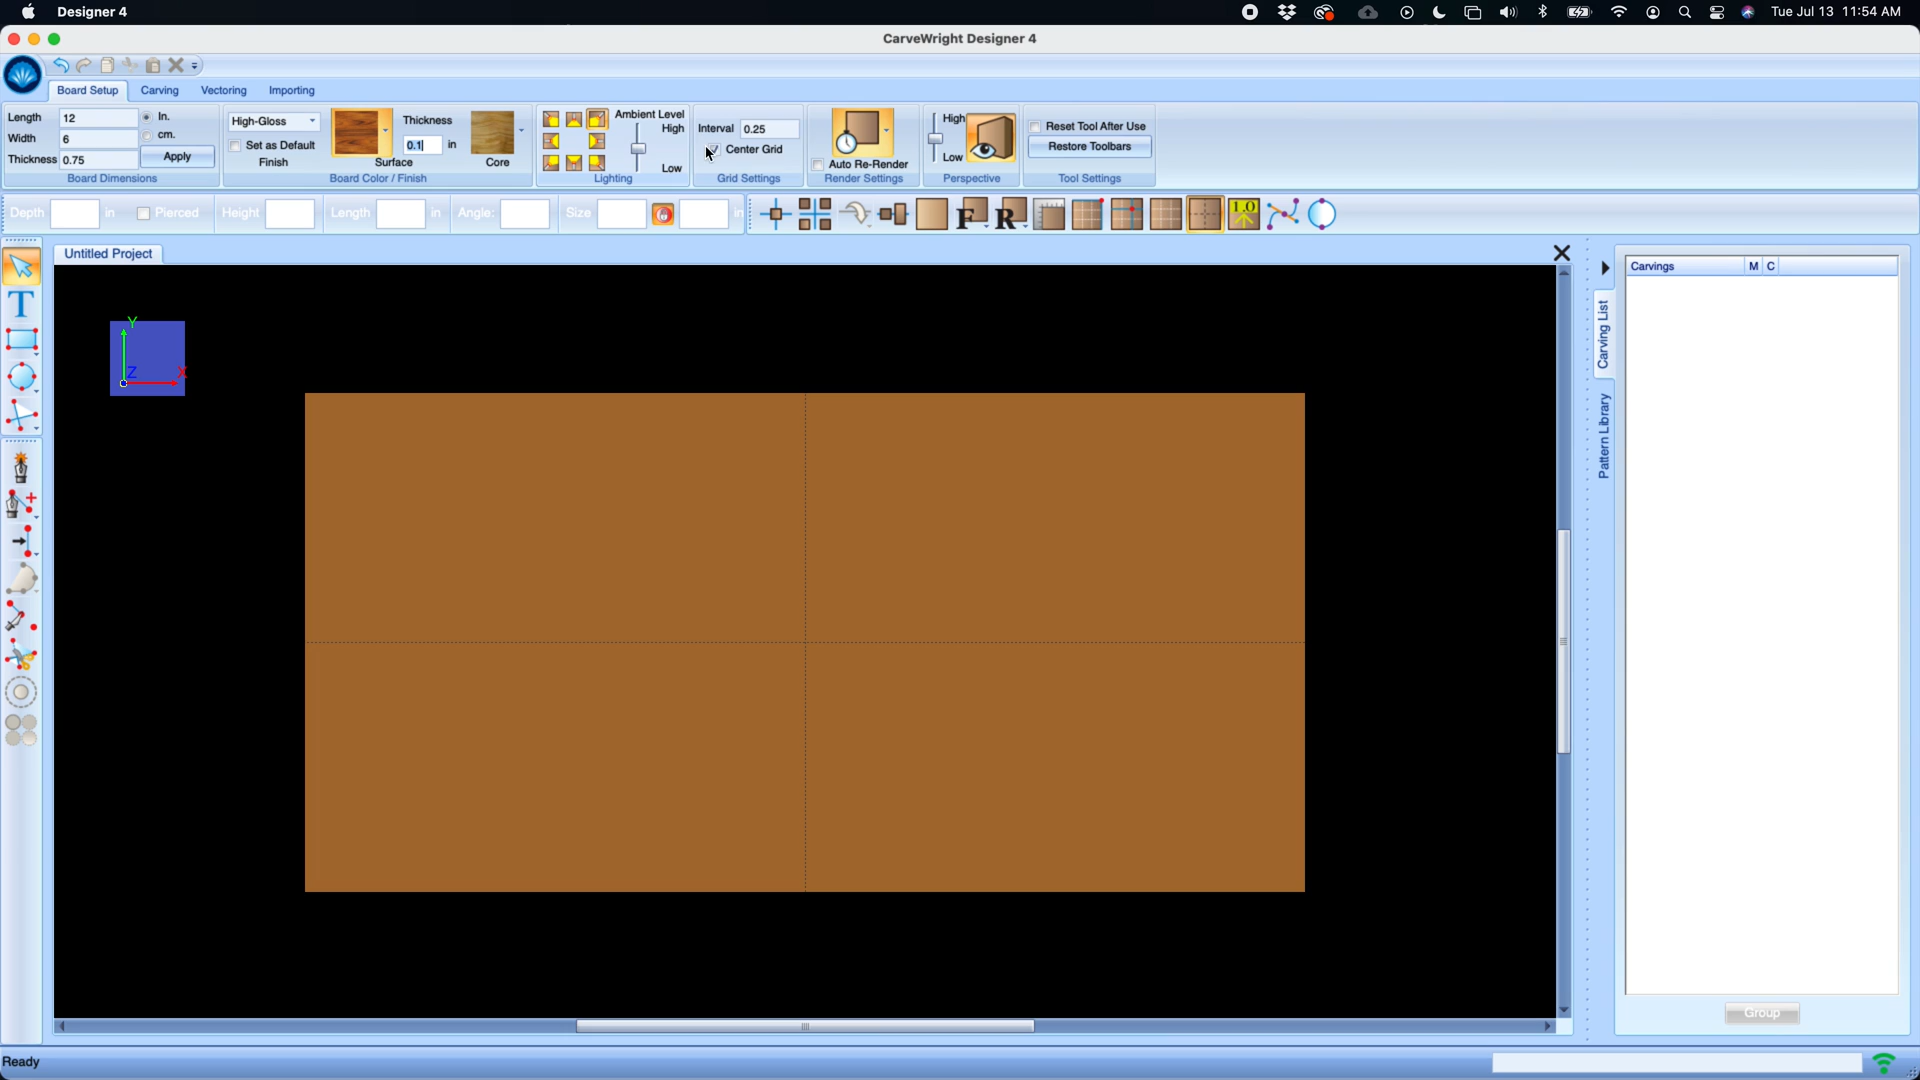 Designer 4
Tue Jul 13 11:54 AM
CarveWright Designer 4
Board Setup Carving Vectoring Importing
Length 12 In.
Width 6 cm.
Thickness 0.75 Apply
Board Dimensions
High-Gloss
Set as Default
Finish
Surface
Thickness
0.1 in
Core
Board Color / Finish
Ambient Level
High
Low
Lighting
Interval 0.25
Center Grid
Grid Settings
Auto Re-Render
Render Settings
High
Low
Perspective
Reset Tool After Use
Restore Toolbars
Tool Settings
Depth in Pierced Height in Length in Angle: Size in
F R 1.0
Untitled Project
T
Y
Z X
Carvings M C
Carving List
Pattern Library
Group
Ready